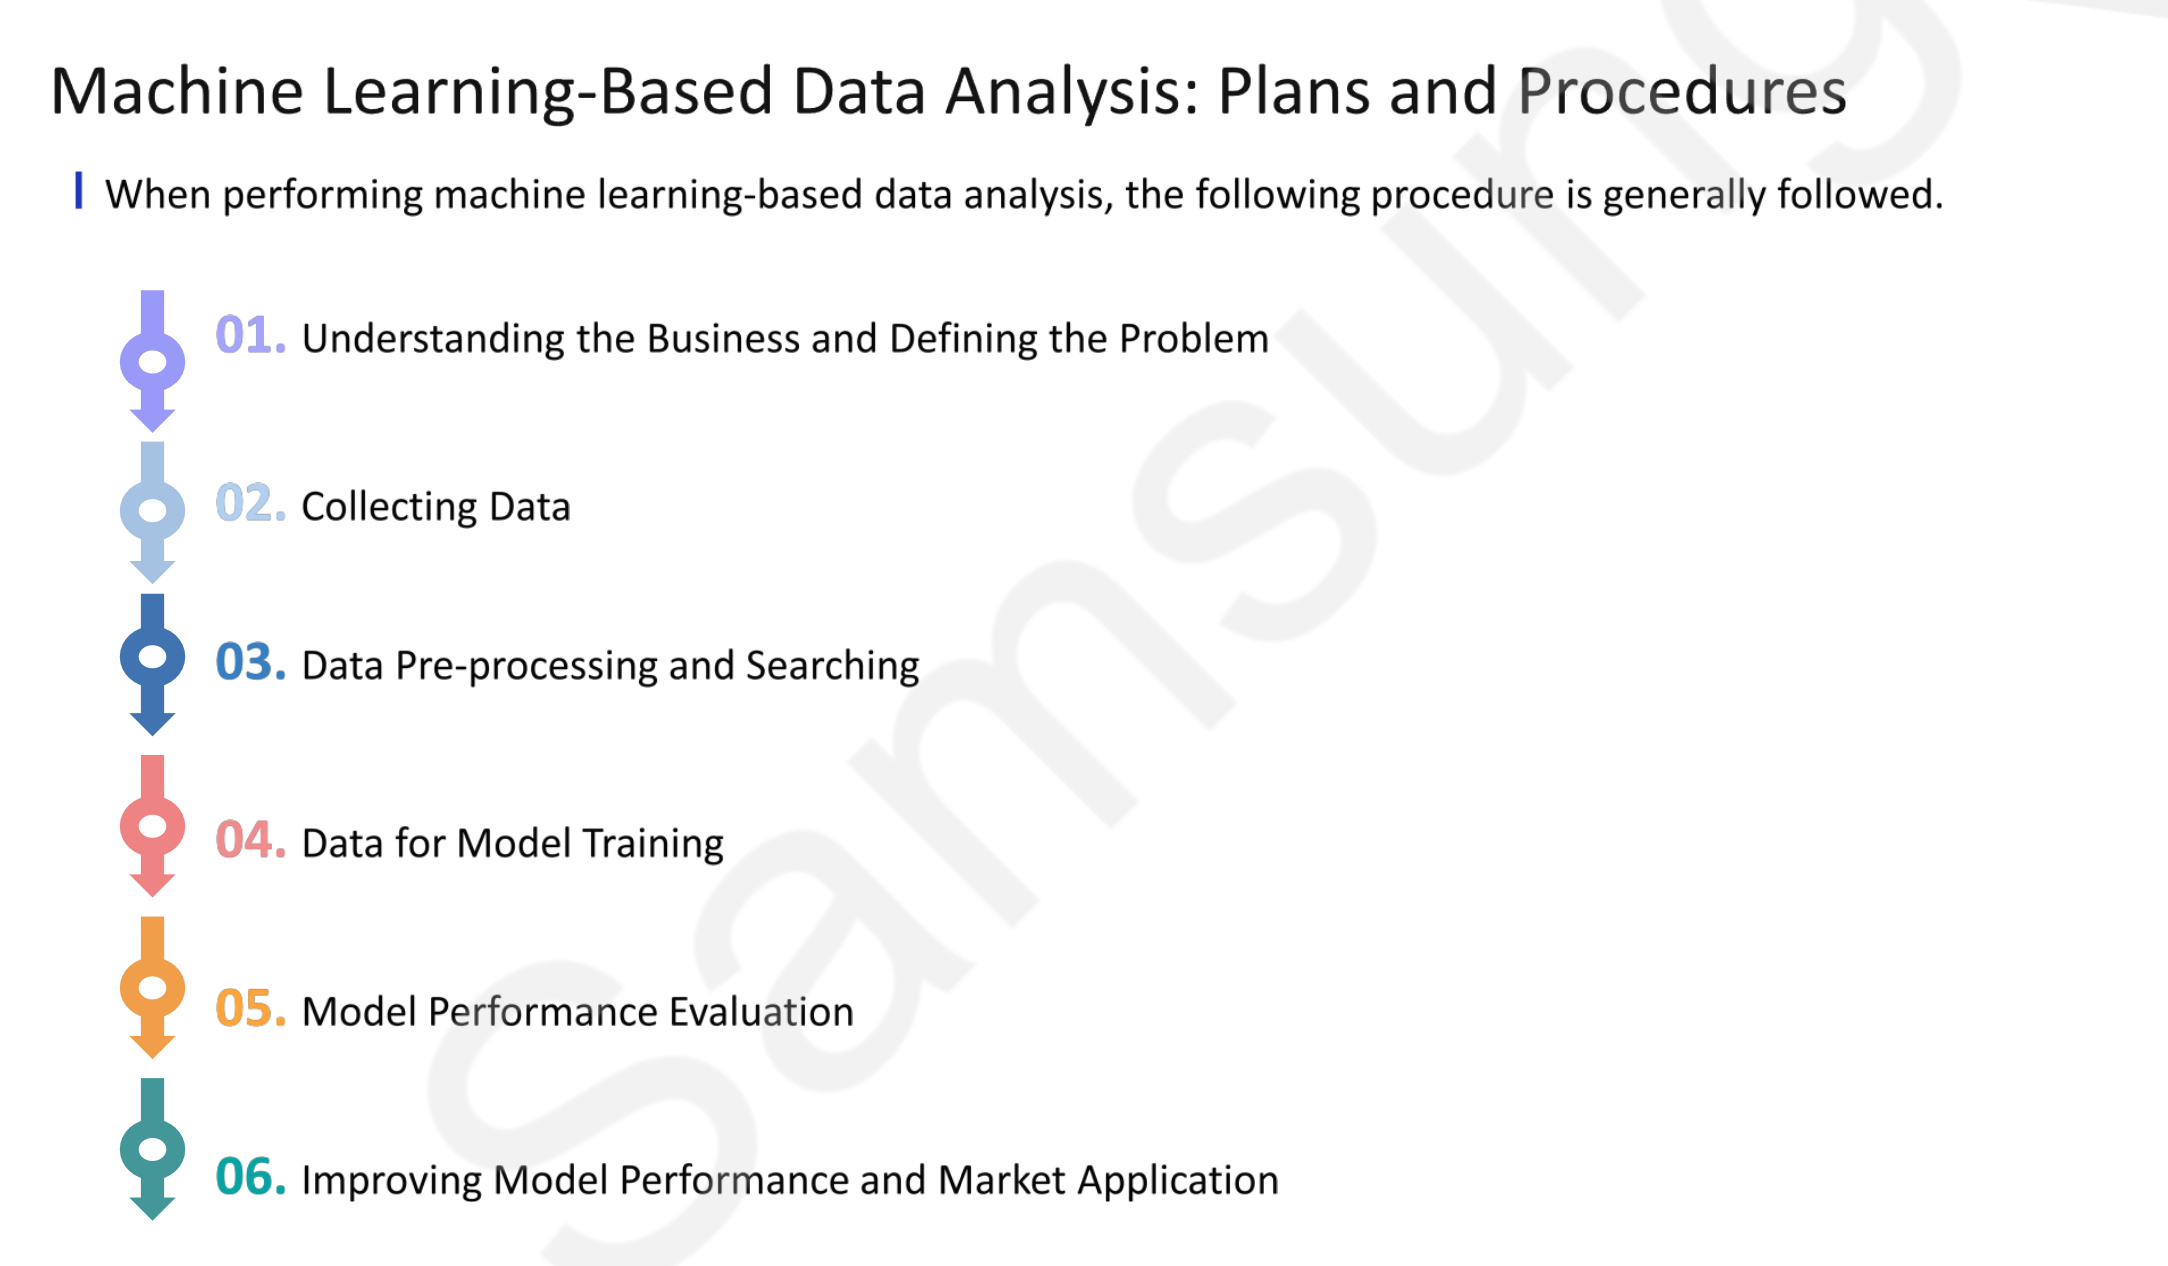 Machine Learning-Based Data Analysis: Plans and Procedures
When performing machine learning-based data analysis, the following procedure is generally followed.
01. Understanding the Business and Defining the Problem
02. Collecting Data
03. Data Pre-processing and Searching
04. Data for Model Training
05. Model Performance Evaluation
06. Improving Model Performance and Market Application
Samsung